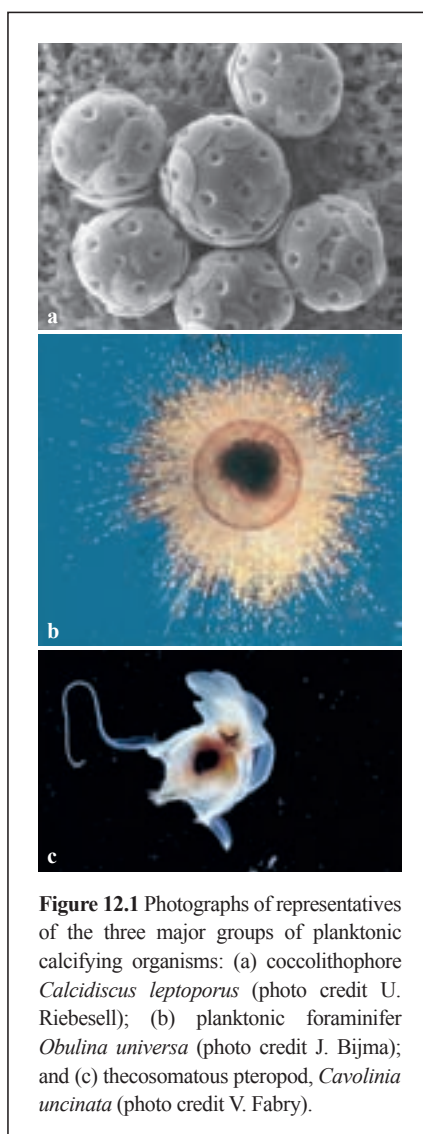 a
b
c
Figure 12.1 Photographs of representatives
of the three major groups of planktonic
calcifying organisms: (a) coccolithophore
Calcidiscus leptoporus (photo credit U.
Riebesell); (b) planktonic foraminifer
Obulina universa (photo credit J. Bijma);
and (c) thecosomatous pteropod, Cavolinia
uncinata (photo credit V. Fabry).